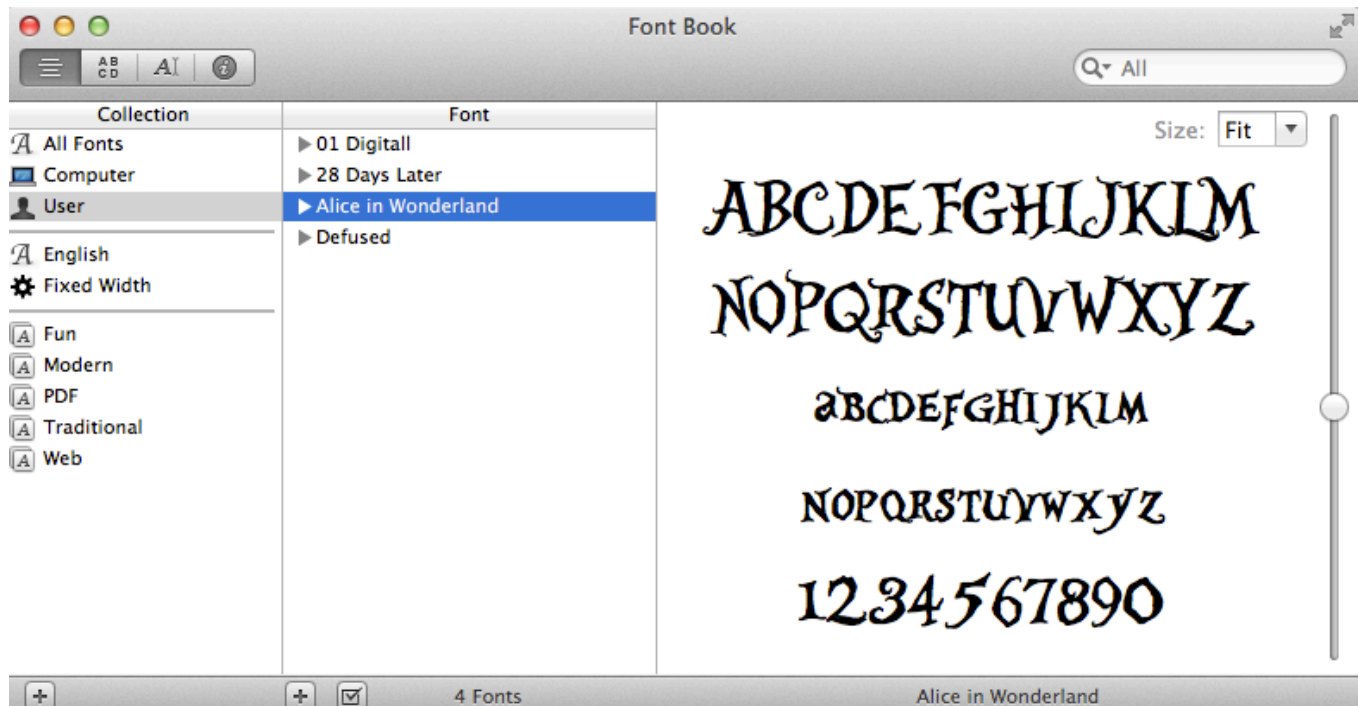 Font Book
AB
CD
A
All
Collection
Font
All Fonts
Computer
User
English
Fixed Width
Fun
Modern
PDF
Traditional
Web
01 Digitall
28 Days Later
Alice in Wonderland
Defused
Size: Fit
ABCDEFGHIJKLM
NOPQRSTUVWXYZ
aBCDEFGHIJKLM
NOPQRSTUVWXYZ
1234567890
4 Fonts
Alice in Wonderland